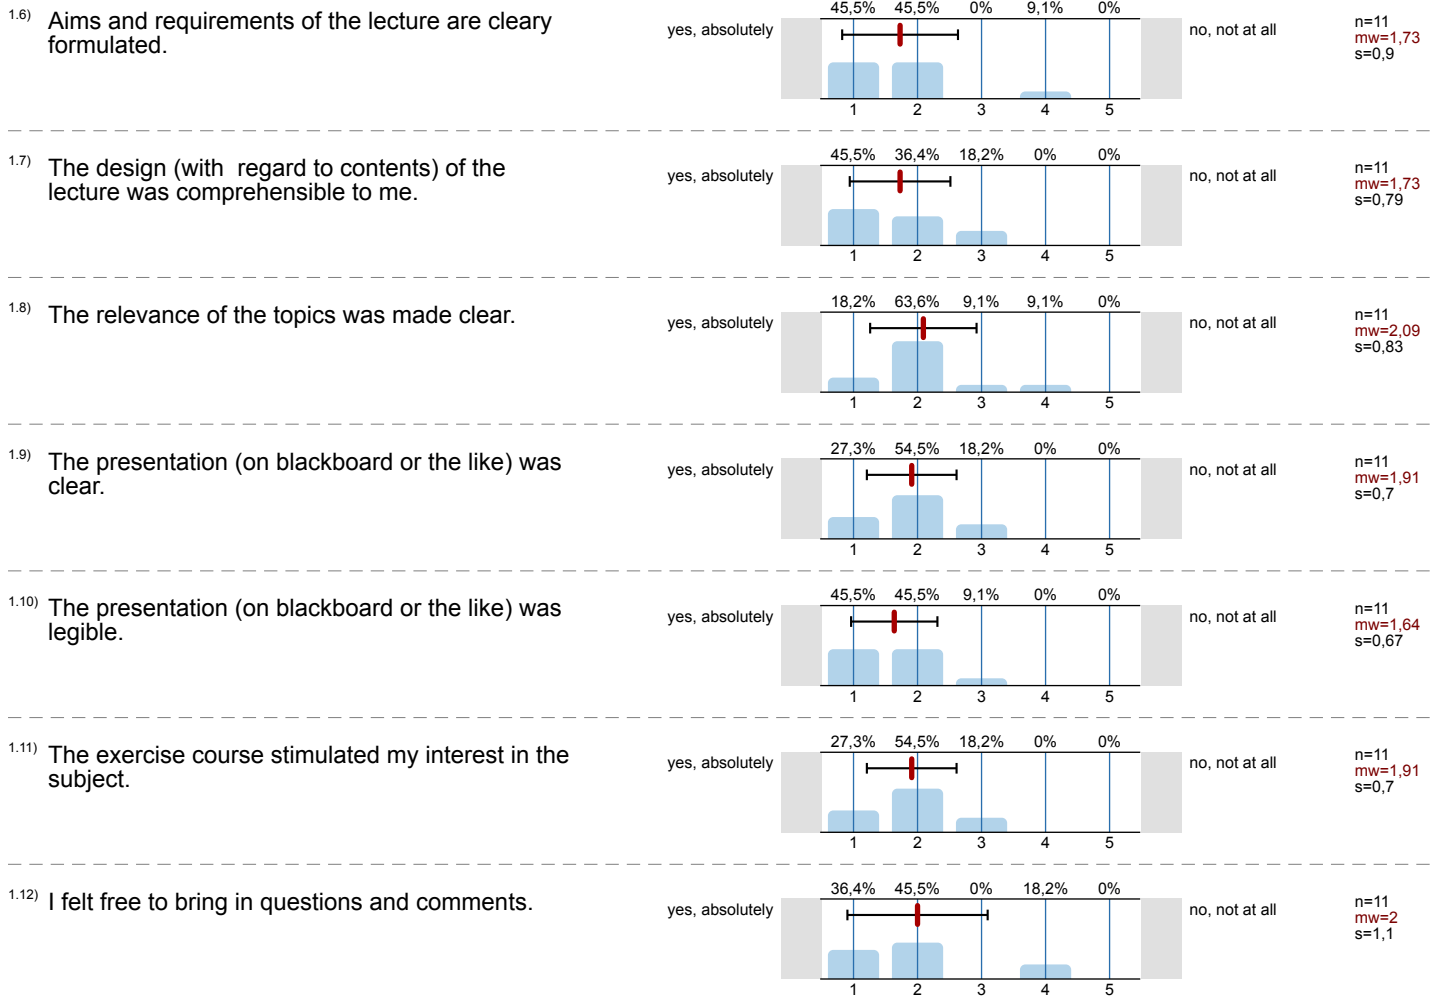 1.6) Aims and requirements of the lecture are cleary
formulated.
45,5% 45,5% 0% 9,1% 0%
yes, absolutely
no, not at all
n=11
mw=1,73
s=0,9
1 2 3 4 5
1.7) The design (with  regard to contents) of the
lecture was comprehensible to me.
45,5% 36,4% 18,2% 0% 0%
yes, absolutely
no, not at all
n=11
mw=1,73
s=0,79
1 2 3 4 5
1.8) The relevance of the topics was made clear.
18,2% 63,6% 9,1% 9,1% 0%
yes, absolutely
no, not at all
n=11
mw=2,09
s=0,83
1 2 3 4 5
1.9) The presentation (on blackboard or the like) was
clear.
27,3% 54,5% 18,2% 0% 0%
yes, absolutely
no, not at all
n=11
mw=1,91
s=0,7
1 2 3 4 5
1.10) The presentation (on blackboard or the like) was
legible.
45,5% 45,5% 9,1% 0% 0%
yes, absolutely
no, not at all
n=11
mw=1,64
s=0,67
1 2 3 4 5
1.11) The exercise course stimulated my interest in the
subject.
27,3% 54,5% 18,2% 0% 0%
yes, absolutely
no, not at all
n=11
mw=1,91
s=0,7
1 2 3 4 5
1.12) I felt free to bring in questions and comments.
36,4% 45,5% 0% 18,2% 0%
yes, absolutely
no, not at all
n=11
mw=2
s=1,1
1 2 3 4 5